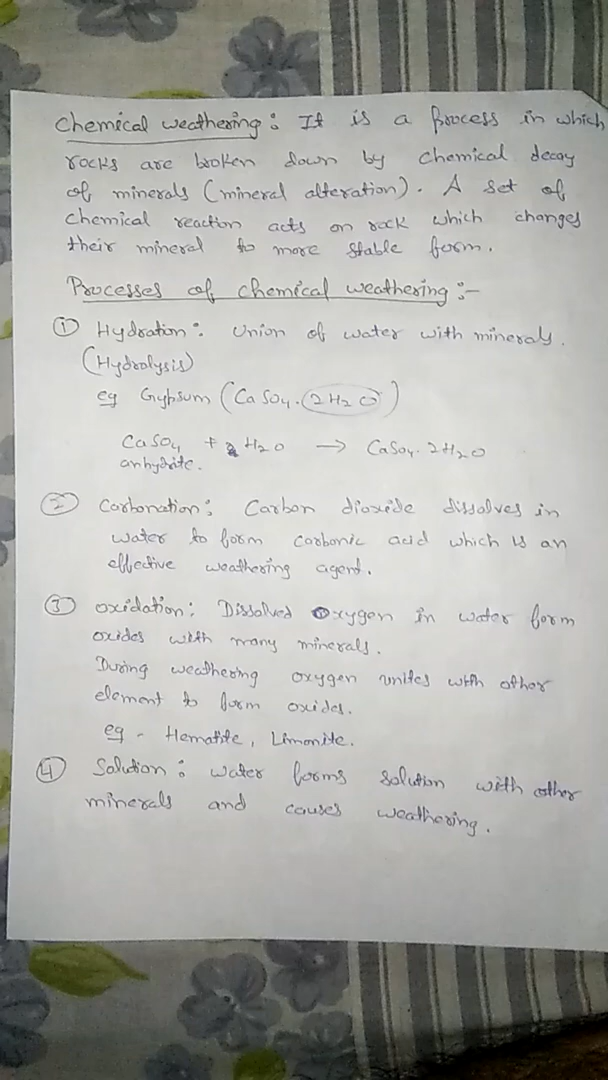 Chemical weathering: It is a process in which
rocks are broken down by chemical decay
of minerals (mineral alteration). A set of
chemical reaction acts on rock which changes
their mineral to more stable form.
Processes of chemical weathering :-
① Hydration: Union of water with minerals.
(Hydrolysis)
eg Gypsum (CaSO4.2H2O)
CaSO4 + 2H2O → CaSO4.2H2O
anhydrite.
② Carbonation: Carbon dioxide dissolves in
water to form carbonic acid which is an
effective weathering agent.
③ Oxidation: Dissolved Oxygen in water form
oxides with many minerals.
During weathering oxygen unites with other
element to form oxides.
eg - Hematite, Limonite.
④ Solution: water forms solution with other
minerals and causes weathering.